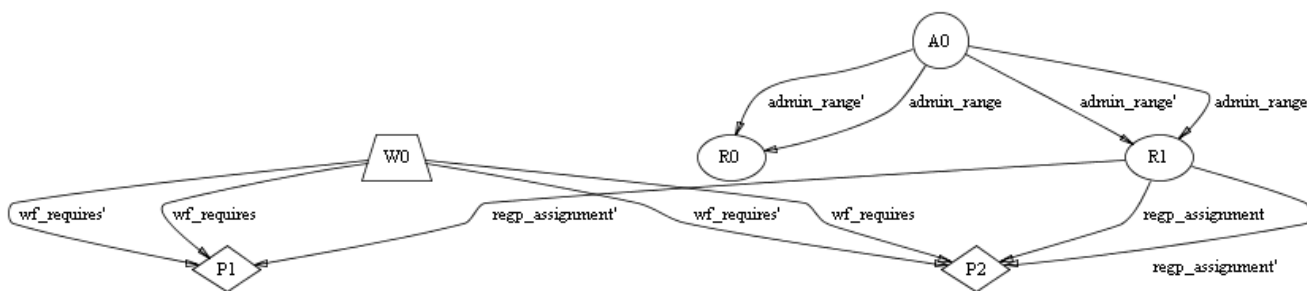 A0
admin_range'
admin_range
admin_range'
admin_range
W0
R0
R1
wf_requires'
wf_requires
regp_assignment'
wf_requires'
wf_requires
regp_assignment
P1
P2
regp_assignment'